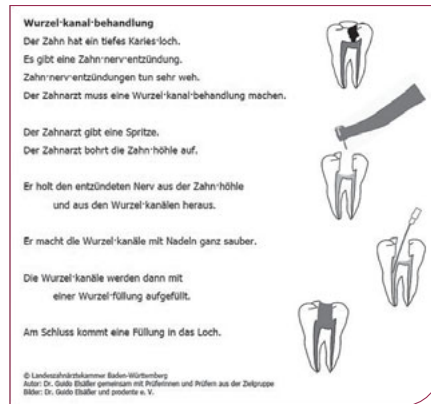 Wurzel·kanal·behandlung
Der Zahn hat ein tiefes Karies·loch.
Es gibt eine Zahn·nerv·entzündung.
Zahn·nerv·entzündungen tun sehr weh.
Der Zahnarzt muss eine Wurzel·kanal·behandlung machen.
Der Zahnarzt gibt eine Spritze.
Der Zahnarzt bohrt die Zahn·höhle auf.
Er holt den entzündeten Nerv aus der Zahn·höhle
und aus den Wurzel·kanälen heraus.
Er macht die Wurzel·kanäle mit Nadeln ganz sauber.
Die Wurzel·kanäle werden dann mit
einer Wurzel·füllung aufgefüllt.
Am Schluss kommt eine Füllung in das Loch.
© Landeszahnärztekammer Baden-Württemberg
Autor: Dr. Guido Elsäßer gemeinsam mit Prüferinnen und Prüfern aus der Zielgruppe
Bilder: Dr. Guido Elsäßer und prodente e. V.